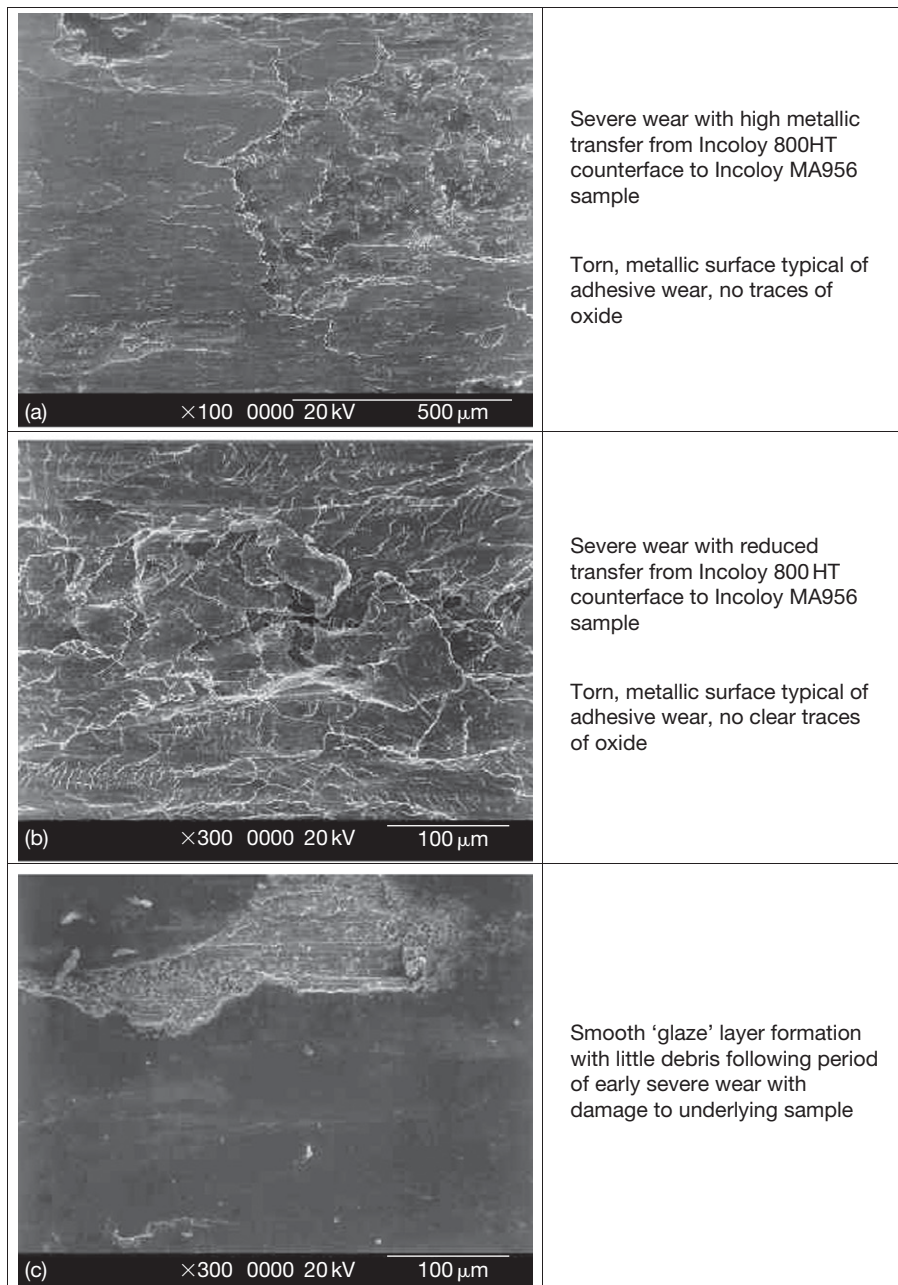 Severe wear with high metallic
transfer from Incoloy 800HT
counterface to Incoloy MA956
sample
Torn, metallic surface typical of
adhesive wear, no traces of
oxide
(a) ×100 0000 20 kV 500 μm
Severe wear with reduced
transfer from Incoloy 800 HT
counterface to Incoloy MA956
sample
Torn, metallic surface typical of
adhesive wear, no clear traces
of oxide
(b) ×300 0000 20 kV 100 μm
Smooth ‘glaze’ layer formation
with little debris following period
of early severe wear with
damage to underlying sample
(c) ×300 0000 20 kV 100 μm